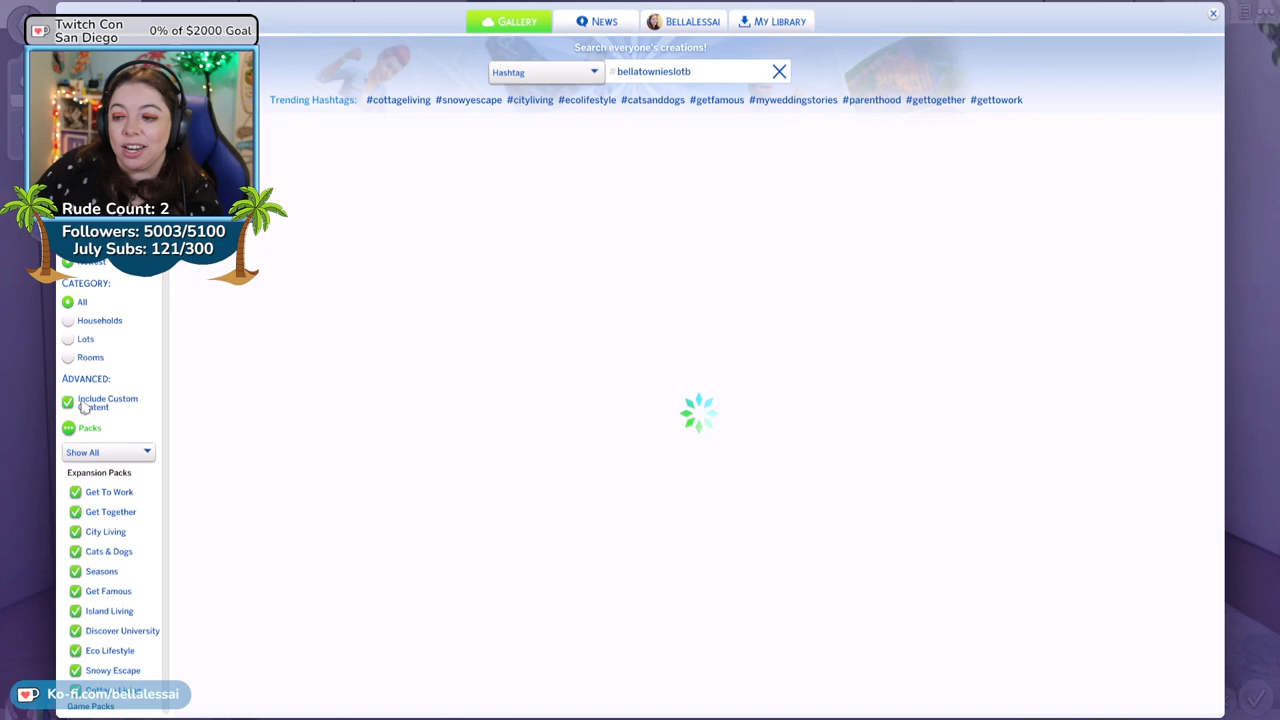 Twitch Con
San Diego
0% of $2000 Goal
GALLERY
NEWS
BELLALESSAI
MY LIBRARY
Search everyone's creations!
Hashtag
# bellatownieslotb
Trending Hashtags: #cottageliving #snowyescape #cityliving #ecolifestyle #catsanddogs #getfamous #myweddingstories #parenthood #gettogether #gettowork
Rude Count: 2
Followers: 5003/5100
July Subs: 121/300
Newest
CATEGORY:
All
Households
Lots
Rooms
ADVANCED:
Include Custom
Content
Packs
Show All
Expansion Packs
Get To Work
Get Together
City Living
Cats & Dogs
Seasons
Get Famous
Island Living
Discover University
Eco Lifestyle
Snowy Escape
Ko-fi.com/bellalessai
Game Packs